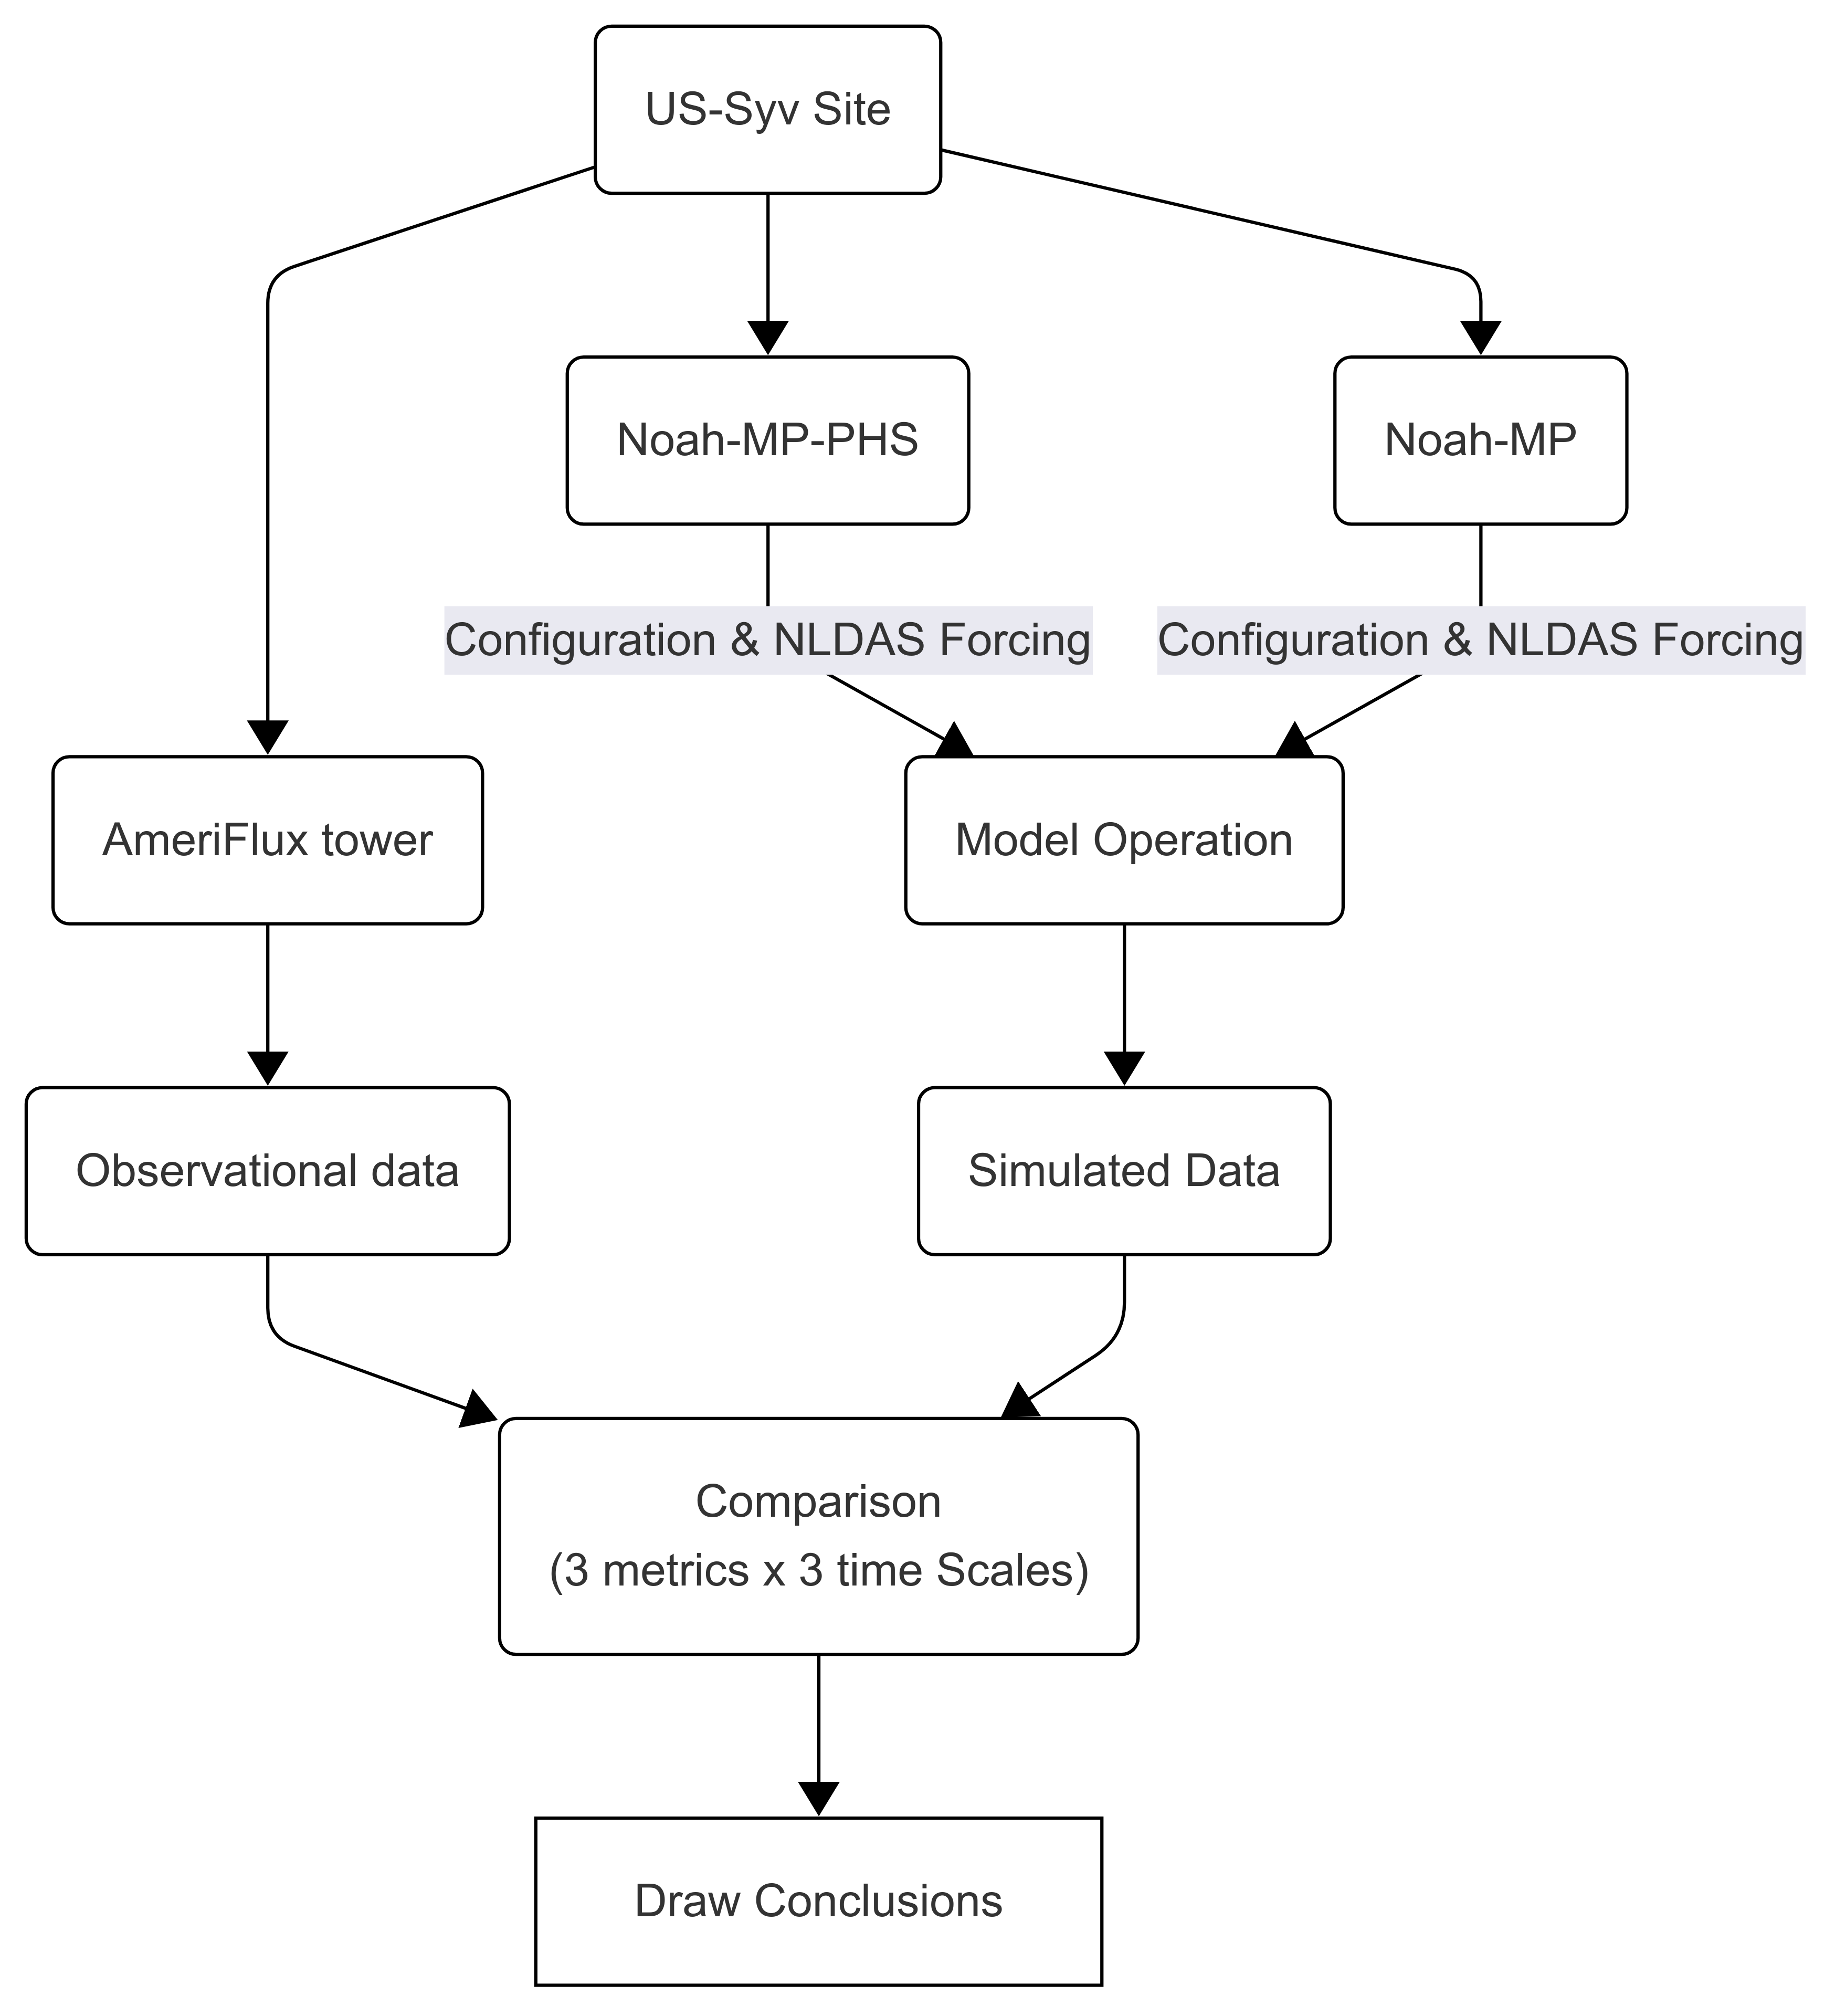 US-Syv Site
Noah-MP-PHS
Noah-MP
Configuration & NLDAS Forcing
Configuration & NLDAS Forcing
AmeriFlux tower
Model Operation
Observational data
Simulated Data
Comparison
(3 metrics x 3 time Scales)
Draw Conclusions